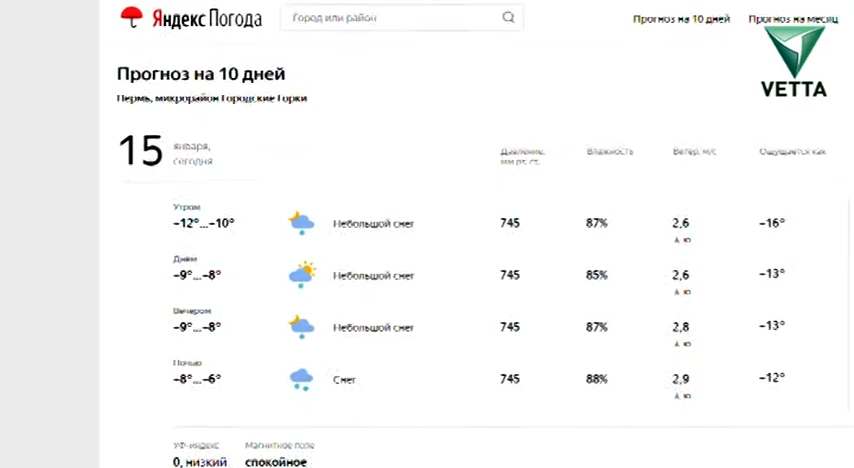 Яндекс Погода
Город или район
Прогноз на 10 дней
Прогноз на месяц
VETTA
Прогноз на 10 дней
Пермь, микрорайон Городские Горки
15 января,
сегодня
Давление,
мм рт. ст.
Влажность
Ветер, м/с
Ощущается как
Утром
−12°...−10° Небольшой снег 745 87% 2,6 −16°
Ю
Днём
−9°...−8° Небольшой снег 745 85% 2,6 −13°
Ю
Вечером
−9°...−8° Небольшой снег 745 87% 2,8 −13°
Ю
Ночью
−8°...−6° Снег 745 88% 2,9 −12°
Ю
УФ-индекс Магнитное поле
0, низкий спокойное